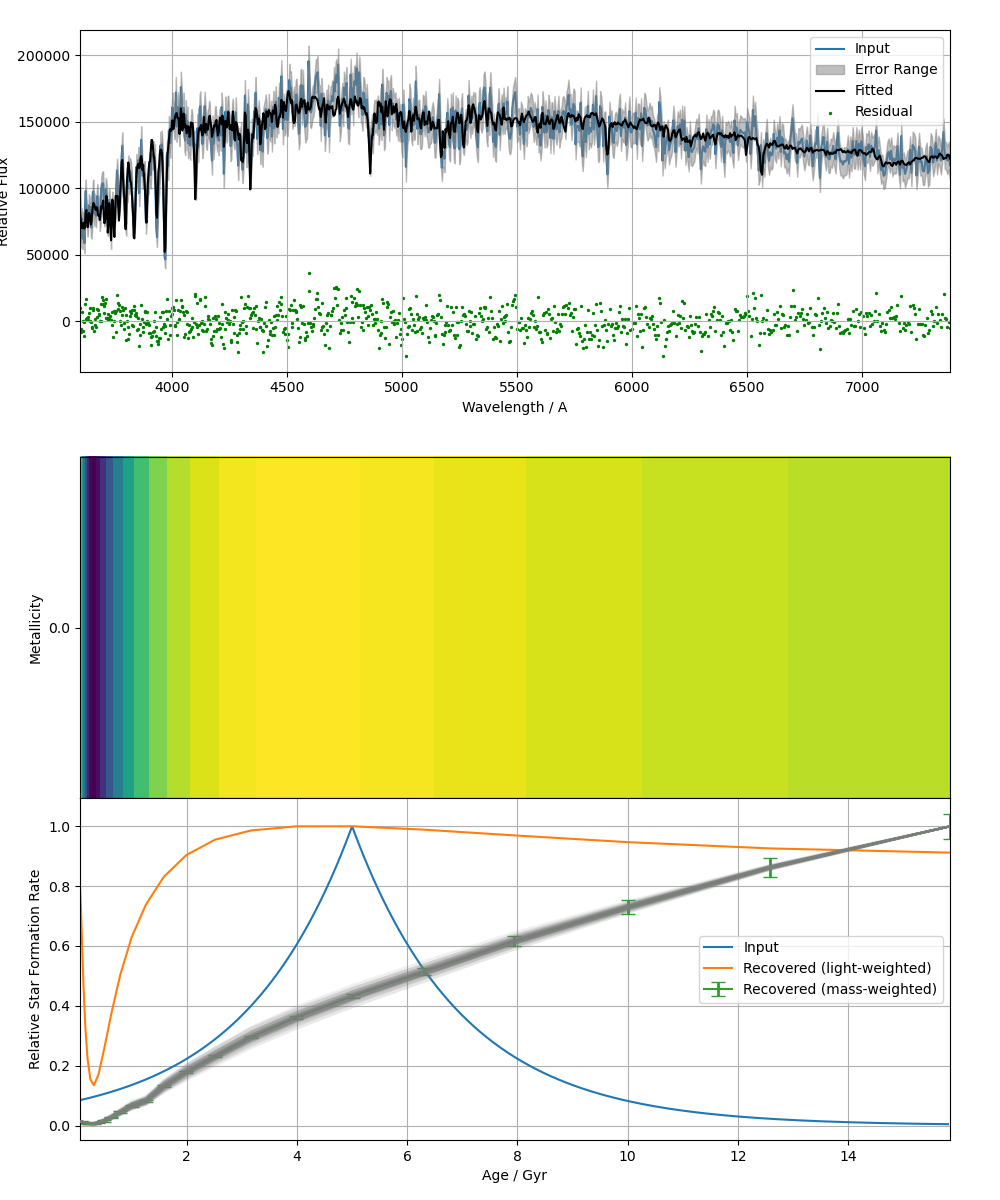 200000
150000
100000
50000
0
Relative Flux
Input
Error Range
Fitted
Residual
4000 4500 5000 5500 6000 6500 7000
Wavelength / A
Metallicity
0.0
1.0
0.8
0.6
0.4
0.2
0.0
Relative Star Formation Rate
Input
Recovered (light-weighted)
Recovered (mass-weighted)
2 4 6 8 10 12 14
Age / Gyr